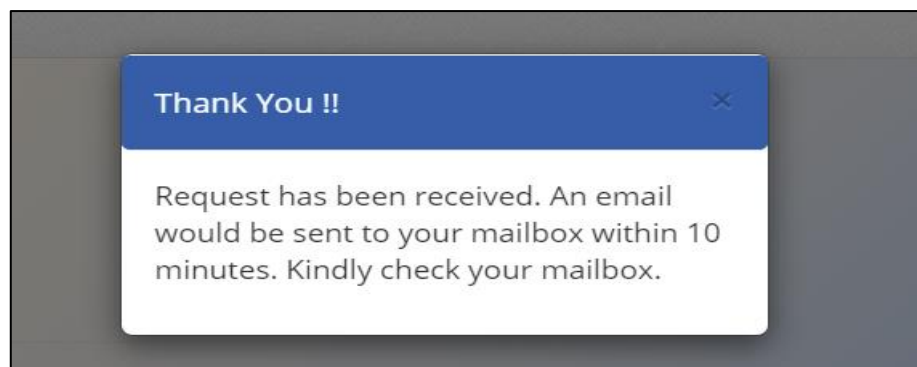 Thank You !!
×
Request has been received. An email
would be sent to your mailbox within 10
minutes. Kindly check your mailbox.